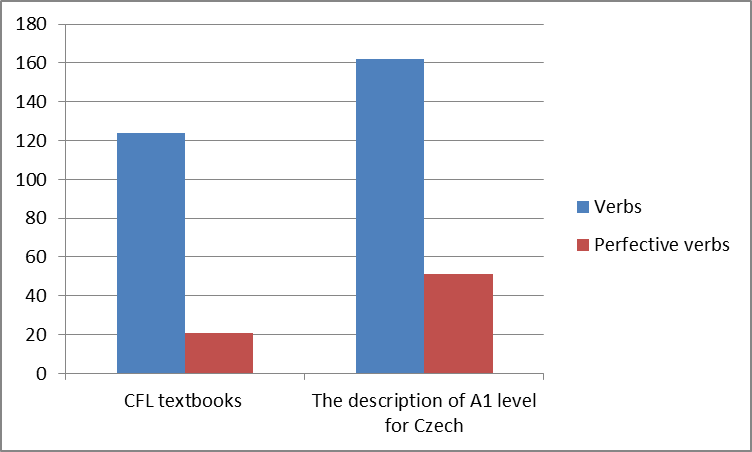 180
160
140
120
100
80
60
40
20
0
CFL textbooks
The description of A1 level
for Czech
Verbs
Perfective verbs